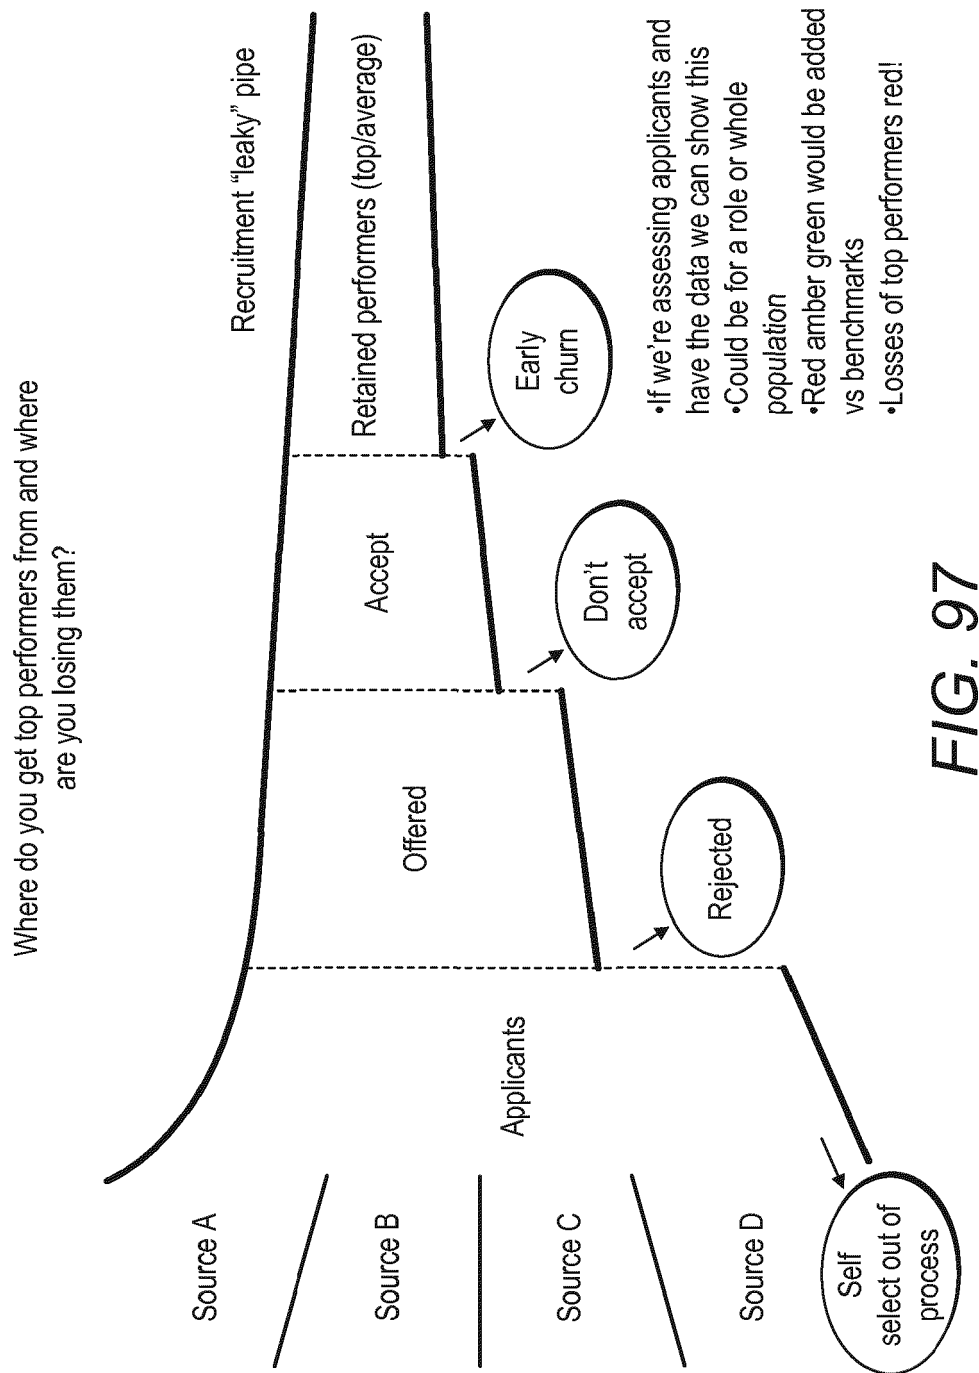 Where do you get top performers from and where
are you losing them?
Recruitment “leaky” pipe
Source A
Source B
Source C
Source D
Applicants
Offered
Accept
Retained performers (top/average)
Self
select out of
process
Rejected
Don't
accept
Early
churn
•If we're assessing applicants and
have the data we can show this
•Could be for a role or whole
population
•Red amber green would be added
vs benchmarks
•Losses of top performers red!
FIG. 97